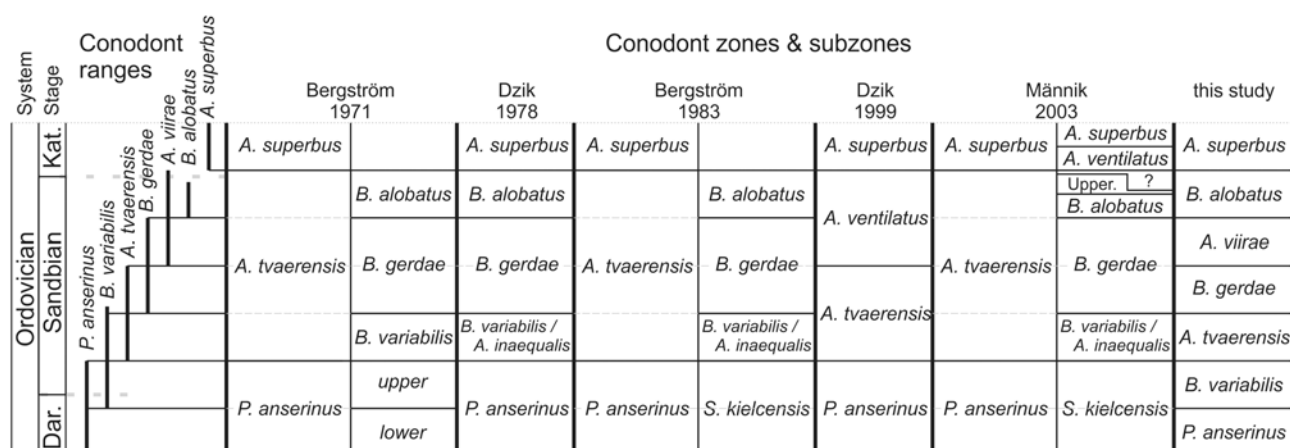 Conodont ranges
Conodont zones & subzones
System
Stage
Bergström 1971
Dzik 1978
Bergström 1983
Dzik 1999
Männik 2003
this study
Ordovician
Kat.
Sandbian
Dar.
P. anserinus
B. variabilis
A. tvaerensis
B. gerdae
A. viirae
B. alobatus
A. superbus
A. superbus
A. tvaerensis
P. anserinus
B. alobatus
B. gerdae
B. variabilis
upper
lower
A. superbus
B. alobatus
B. gerdae
B. variabilis /
A. inaequalis
P. anserinus
A. superbus
A. tvaerensis
P. anserinus
B. alobatus
B. gerdae
B. variabilis /
A. inaequalis
S. kielcensis
A. superbus
A. ventilatus
A. tvaerensis
P. anserinus
A. superbus
A. tvaerensis
P. anserinus
A. superbus
A. ventilatus
Upper. ?
B. alobatus
B. gerdae
B. variabilis /
A. inaequalis
S. kielcensis
A. superbus
B. alobatus
A. viirae
B. gerdae
A. tvaerensis
B. variabilis
P. anserinus